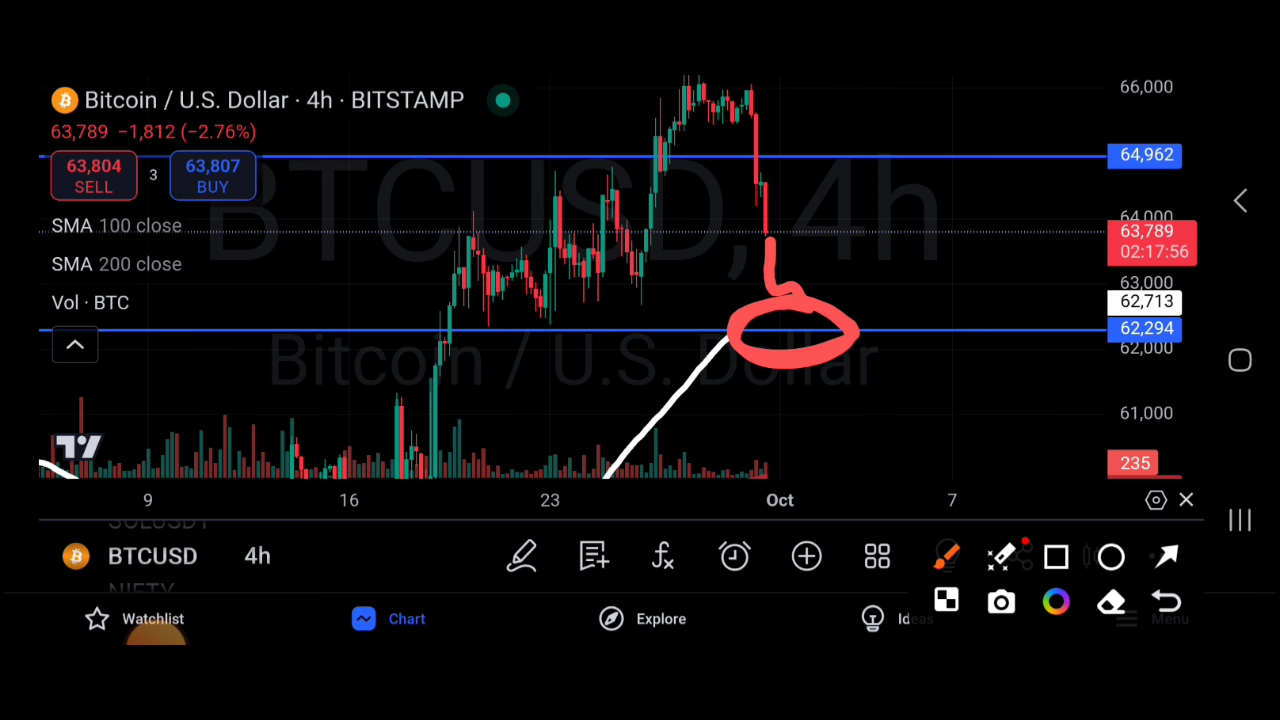 Bitcoin / U.S. Dollar · 4h · BITSTAMP
63,789 −1,812 (−2.76%)
63,804
SELL
3
63,807
BUY
SMA 100 close
SMA 200 close
Vol · BTC
BTCUSD, 4h
Bitcoin / U.S. Dollar
66,000
64,962
64,000
63,789
02:17:56
63,000
62,713
62,294
62,000
61,000
235
9 16 23 Oct 7
SOLUSDT
BTCUSD 4h
NIFTY
Watchlist
Chart
Explore
Ideas
Menu